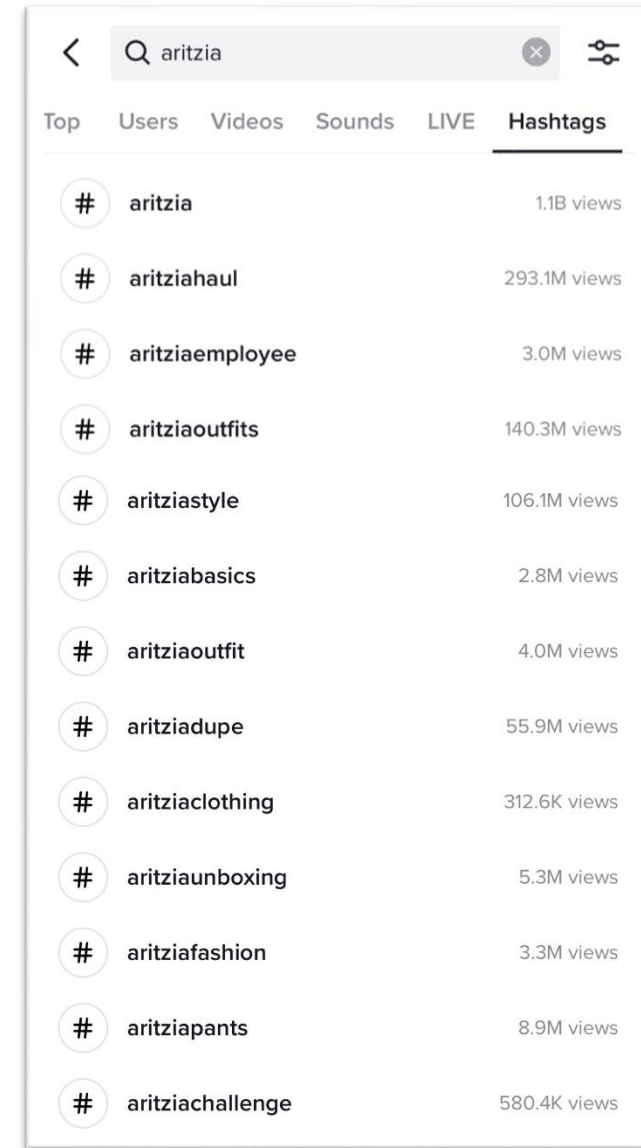 aritzia
Top Users Videos Sounds LIVE Hashtags
# aritzia 1.1B views
# aritziahaul 293.1M views
# aritziaemployee 3.0M views
# aritziaoutfits 140.3M views
# aritziastyle 106.1M views
# aritziabasics 2.8M views
# aritziaoutfit 4.0M views
# aritziadupe 55.9M views
# aritziaclothing 312.6K views
# aritziaunboxing 5.3M views
# aritziafashion 3.3M views
# aritziapants 8.9M views
# aritziachallenge 580.4K views